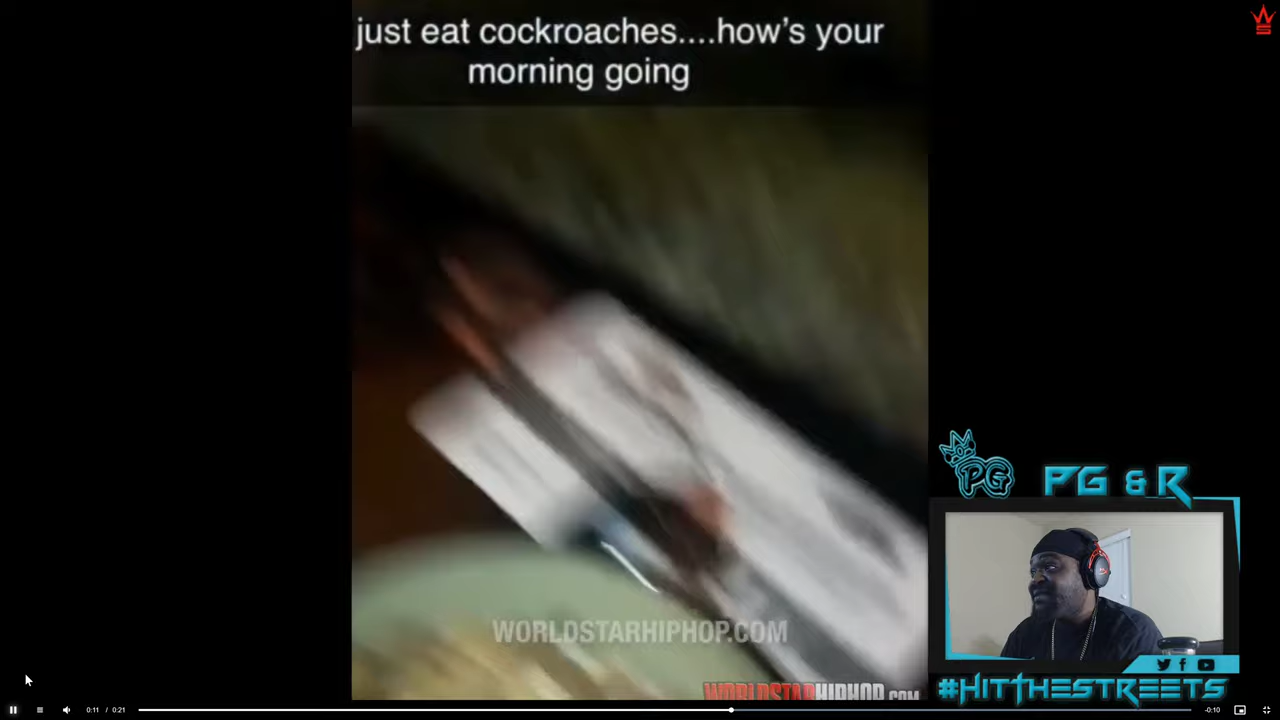 just eat cockroaches....how's your
morning going
WORLDSTARHIPHOP.COM
WORLDSTARHIPHOP.COM
PG
PG & R
#HITTHESTREETS
0:11 / 0:21
-0:10